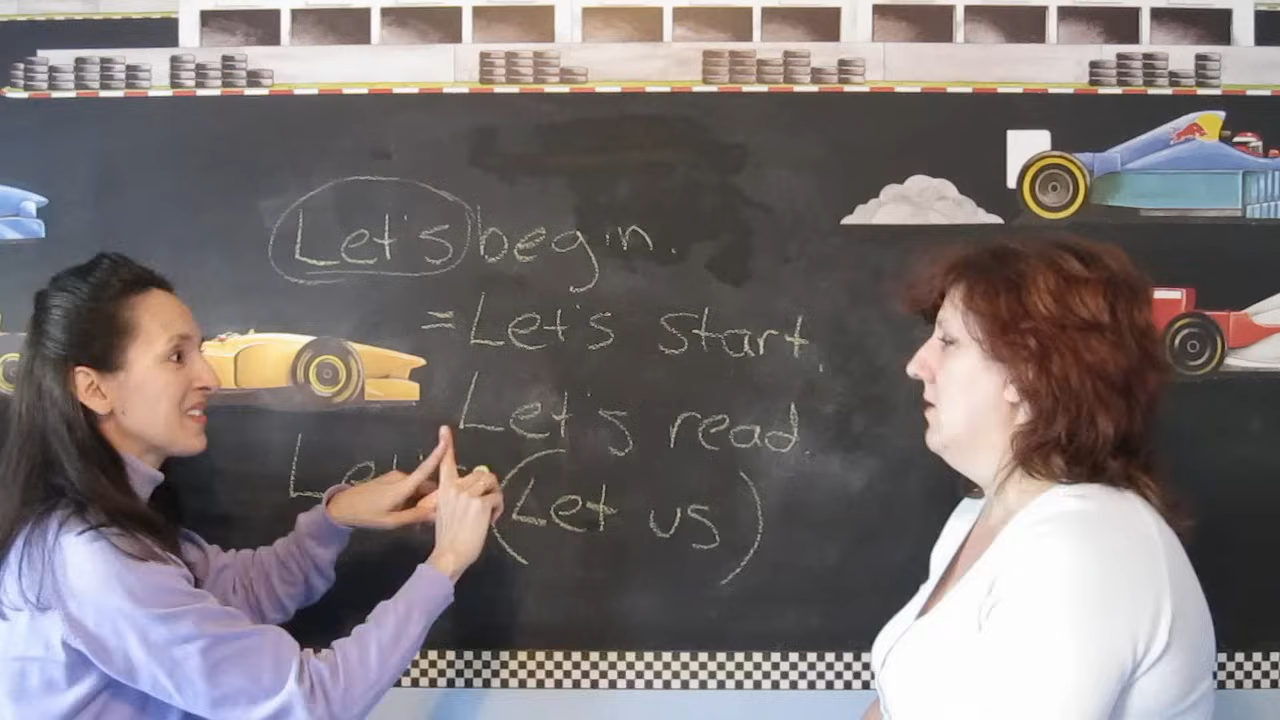 Let's begin.
= Let's start.
Let's read.
(Let us)